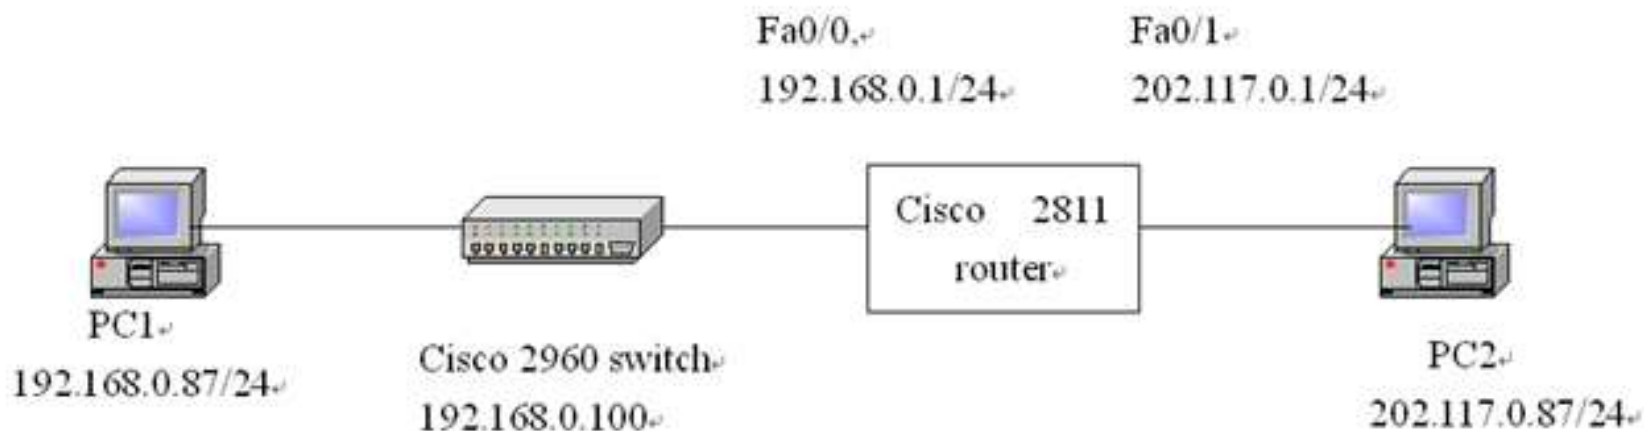 Fa0/0,
192.168.0.1/24
Fa0/1
202.117.0.1/24
Cisco 2811
router
PC1
192.168.0.87/24
Cisco 2960 switch
192.168.0.100
PC2
202.117.0.87/24